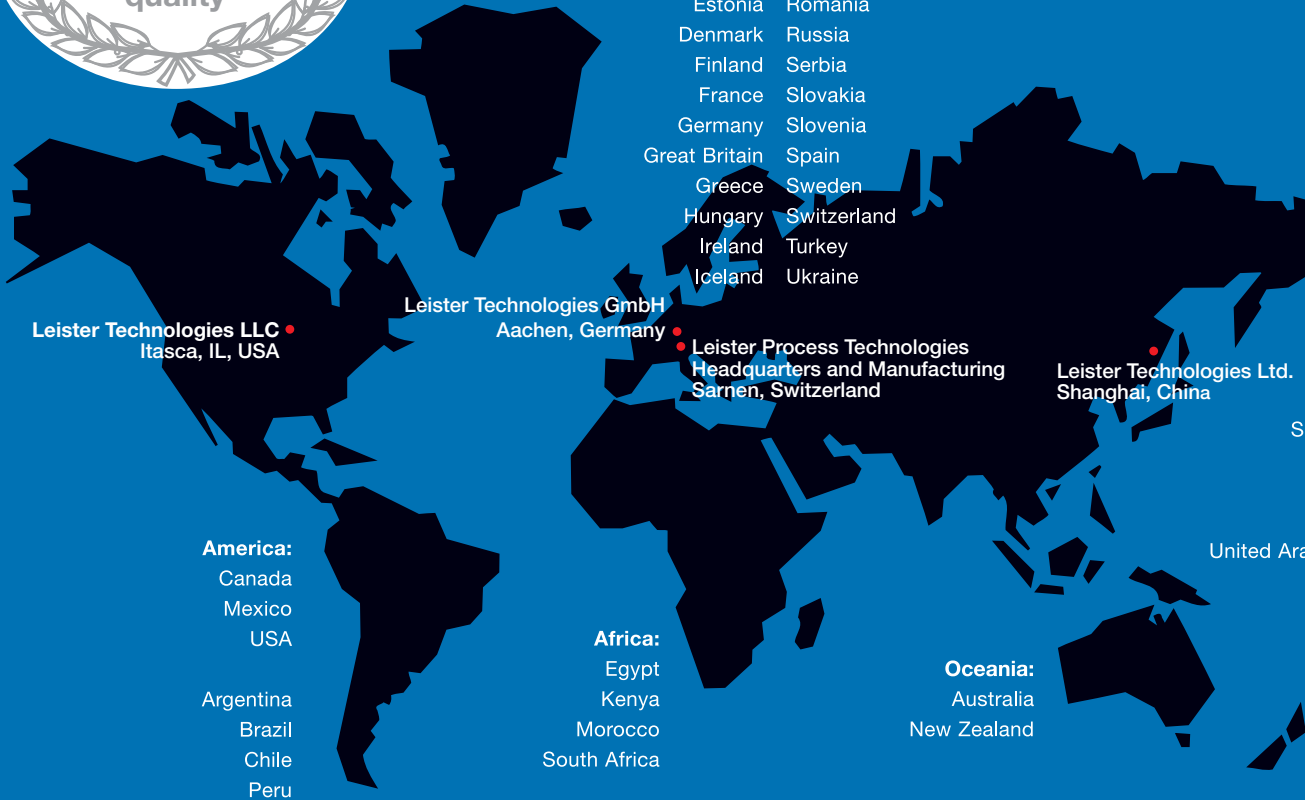 quality
Estonia
Denmark
Finland
France
Germany
Great Britain
Greece
Hungary
Ireland
Iceland
Romania
Russia
Serbia
Slovakia
Slovenia
Spain
Sweden
Switzerland
Turkey
Ukraine
Leister Technologies LLC
Itasca, IL, USA
Leister Technologies GmbH
Aachen, Germany
Leister Process Technologies
Headquarters and Manufacturing
Sarnen, Switzerland
Leister Technologies Ltd.
Shanghai, China
S
United Ara
America:
Canada
Mexico
USA
Argentina
Brazil
Chile
Peru
Africa:
Egypt
Kenya
Morocco
South Africa
Oceania:
Australia
New Zealand